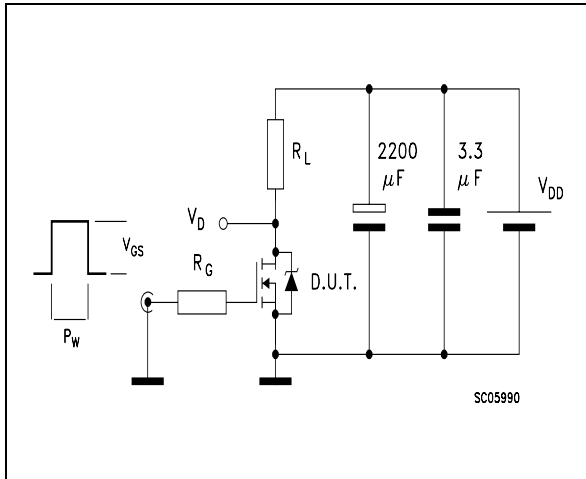 R_L
2200
μF
3.3
μF
V_DD
V_D
V_GS
R_G
D.U.T.
P_W
SC05990